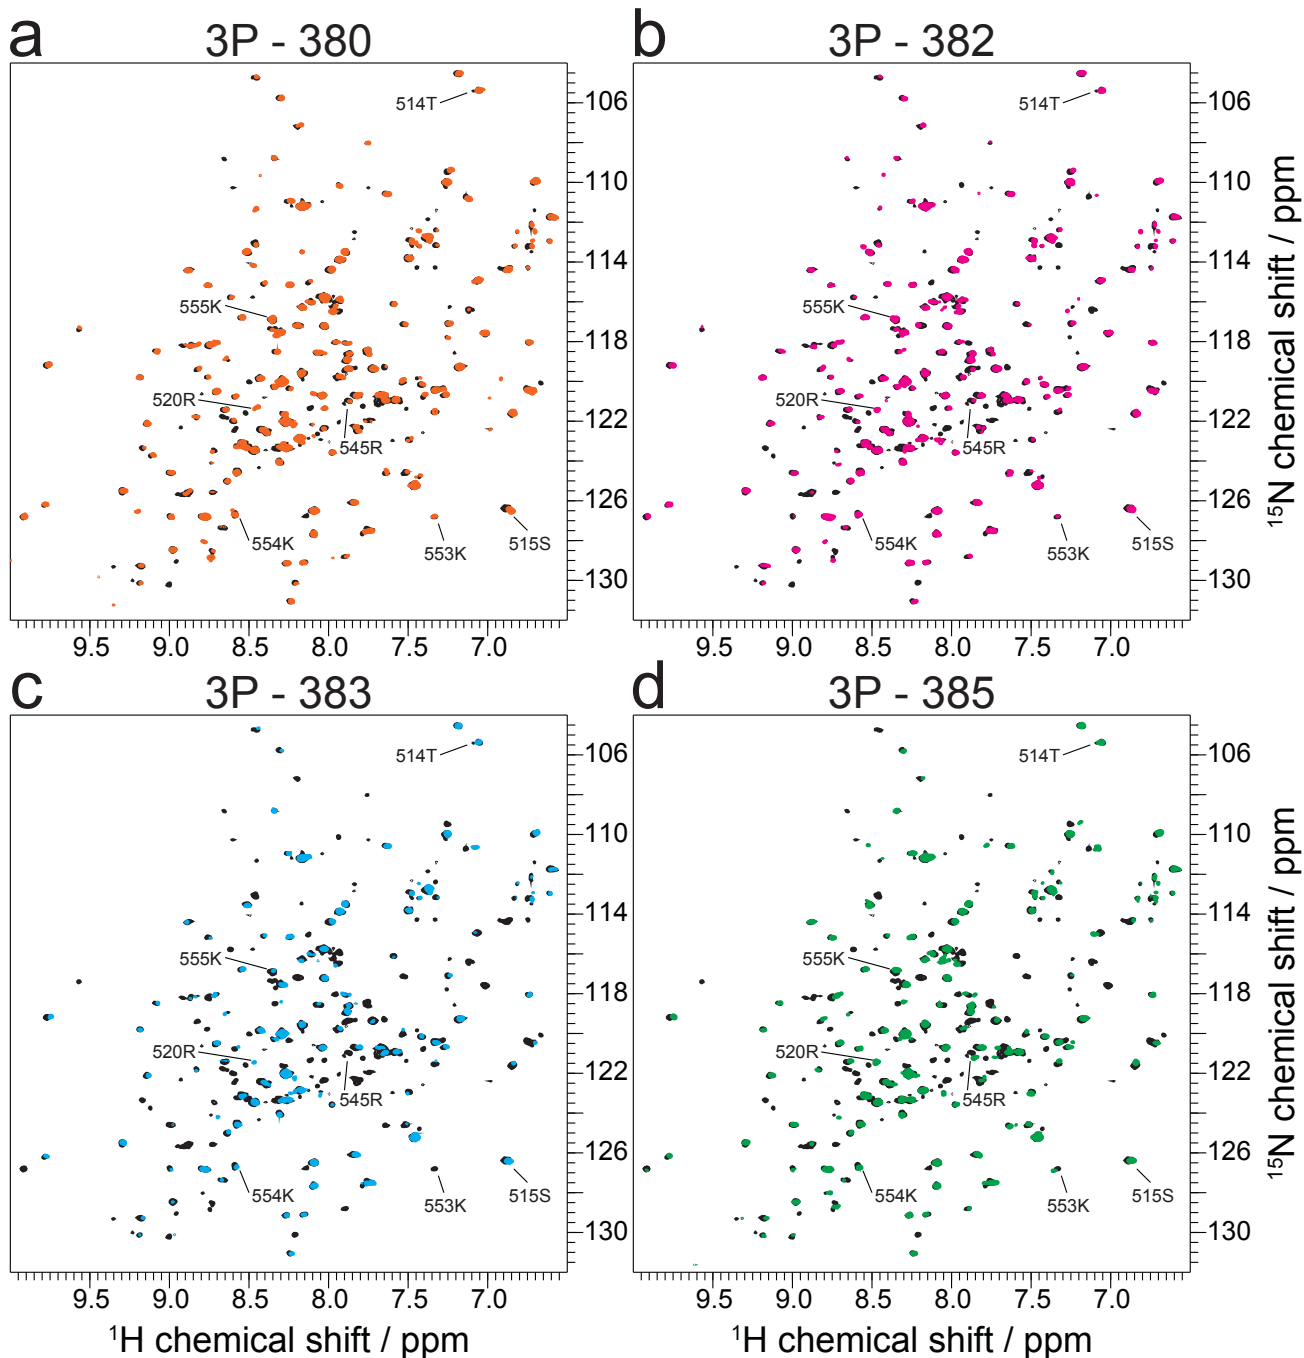 a 3P - 380
514T
555K
520R
545R
554K
553K
515S
106
110
114
118
122
126
130
9.5 9.0 8.5 8.0 7.5 7.0
b 3P - 382
514T
555K
520R
545R
554K
553K
515S
106
110
114
118
122
126
130
¹⁵N chemical shift / ppm
9.5 9.0 8.5 8.0 7.5 7.0
c 3P - 383
514T
555K
520R
545R
554K
553K
515S
106
110
114
118
122
126
130
9.5 9.0 8.5 8.0 7.5 7.0
¹H chemical shift / ppm
d 3P - 385
514T
555K
520R
545R
554K
553K
515S
106
110
114
118
122
126
130
¹⁵N chemical shift / ppm
9.5 9.0 8.5 8.0 7.5 7.0
¹H chemical shift / ppm